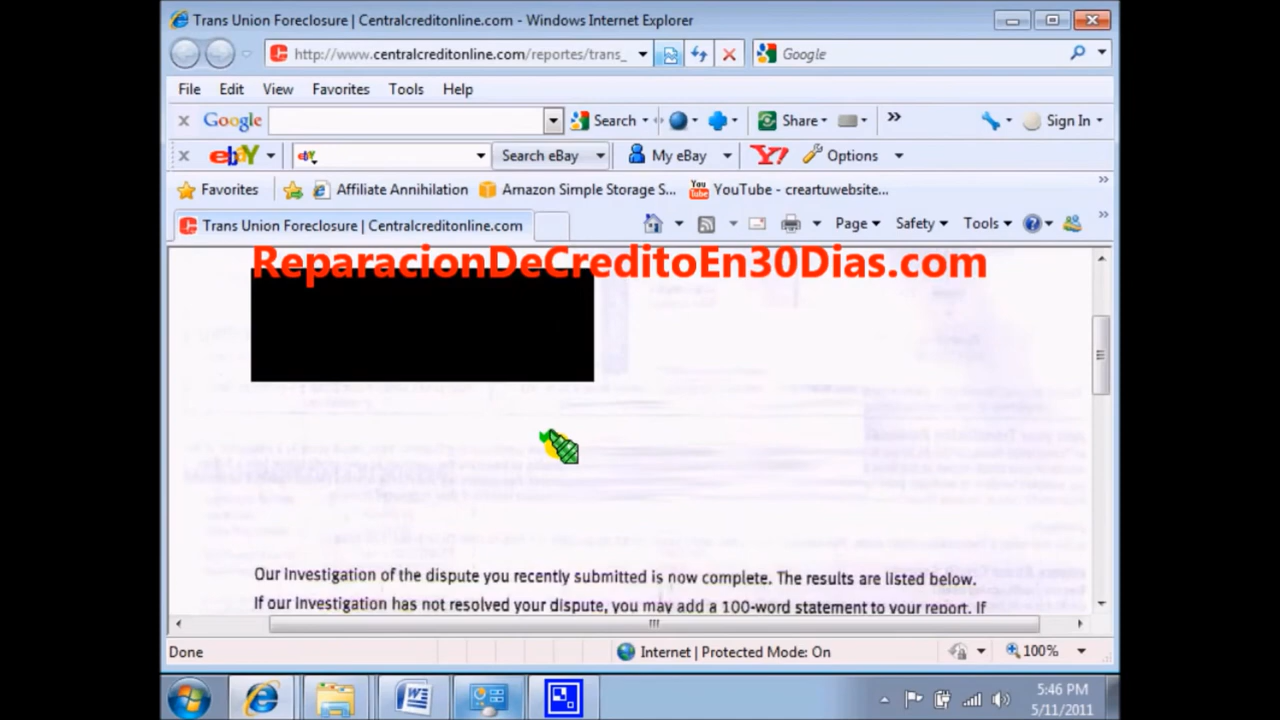 Trans Union Foreclosure | Centralcreditonline.com - Windows Internet Explorer
http://www.centralcreditonline.com/reportes/trans_
Google
File Edit View Favorites Tools Help
x Google Search Share Sign In
x ebY ebY Search eBay My eBay Y! Options
Favorites Affiliate Annihilation Amazon Simple Storage S... You Tube YouTube - creartuwebsite...
Trans Union Foreclosure | Centralcreditonline.com Page Safety Tools
ReparacionDeCreditoEn30Dias.com
Our Investigation of the dispute you recently submitted is now complete. The results are listed below.
If our Investigation has not resolved your dispute, you may add a 100-word statement to your report. If
Done Internet | Protected Mode: On 100%
5:46 PM
5/11/2011